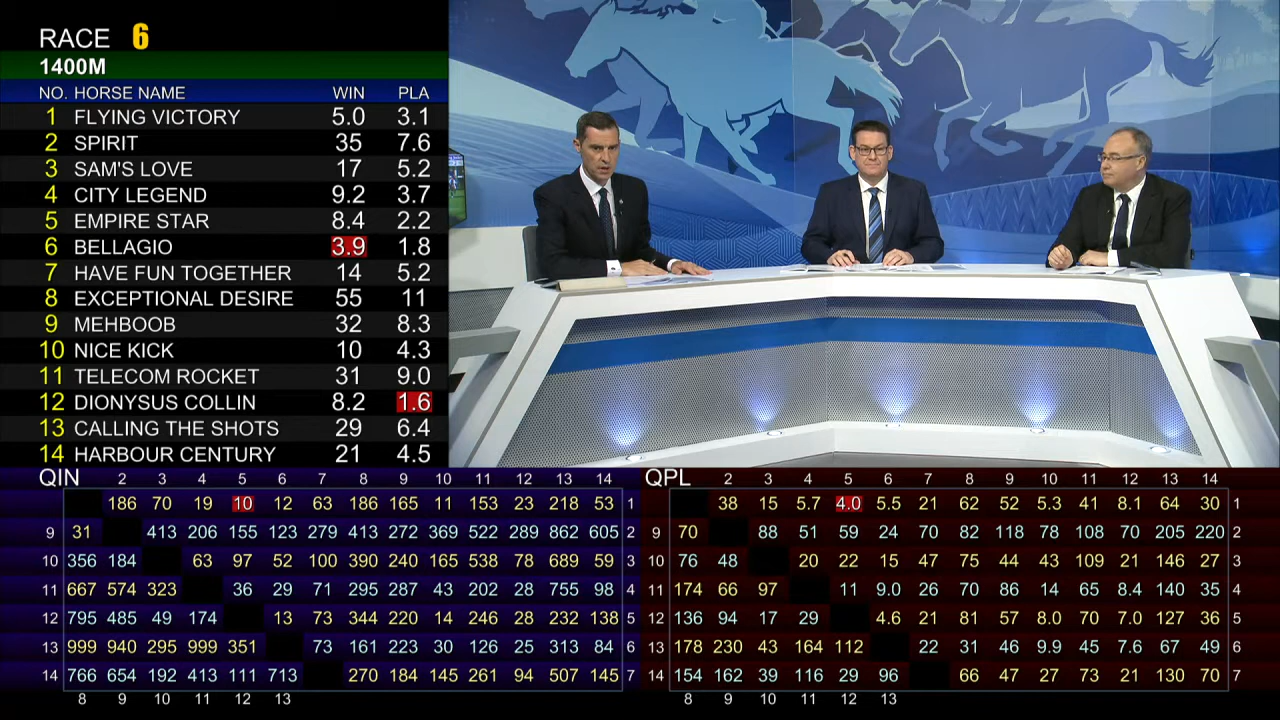 RACE 6
1400M
NO. HORSE NAME WIN PLA
1 FLYING VICTORY 5.0 3.1
2 SPIRIT 35 7.6
3 SAM'S LOVE 17 5.2
4 CITY LEGEND 9.2 3.7
5 EMPIRE STAR 8.4 2.2
6 BELLAGIO 3.9 1.8
7 HAVE FUN TOGETHER 14 5.2
8 EXCEPTIONAL DESIRE 55 11
9 MEHBOOB 32 8.3
10 NICE KICK 10 4.3
11 TELECOM ROCKET 31 9.0
12 DIONYSUS COLLIN 8.2 1.6
13 CALLING THE SHOTS 29 6.4
14 HARBOUR CENTURY 21 4.5
QIN 2 3 4 5 6 7 8 9 10 11 12 13 14
186 70 19 10 12 63 186 165 11 153 23 218 53 1
9 31 413 206 155 123 279 413 272 369 522 289 862 605 2
10 356 184 63 97 52 100 390 240 165 538 78 689 59 3
11 667 574 323 36 29 71 295 287 43 202 28 755 98 4
12 795 485 49 174 13 73 344 220 14 246 28 232 138 5
13 999 940 295 999 351 73 161 223 30 126 25 313 84 6
14 766 654 192 413 111 713 270 184 145 261 94 507 145 7
8 9 10 11 12 13
QPL 2 3 4 5 6 7 8 9 10 11 12 13 14
38 15 5.7 4.0 5.5 21 62 52 5.3 41 8.1 64 30 1
9 70 88 51 59 24 70 82 118 78 108 70 205 220 2
10 76 48 20 22 15 47 75 44 43 109 21 146 27 3
11 174 66 97 11 9.0 26 70 86 14 65 8.4 140 35 4
12 136 94 17 29 4.6 21 81 57 8.0 70 7.0 127 36 5
13 178 230 43 164 112 22 31 46 9.9 45 7.6 67 49 6
14 154 162 39 116 29 96 66 47 27 73 21 130 70 7
8 9 10 11 12 13